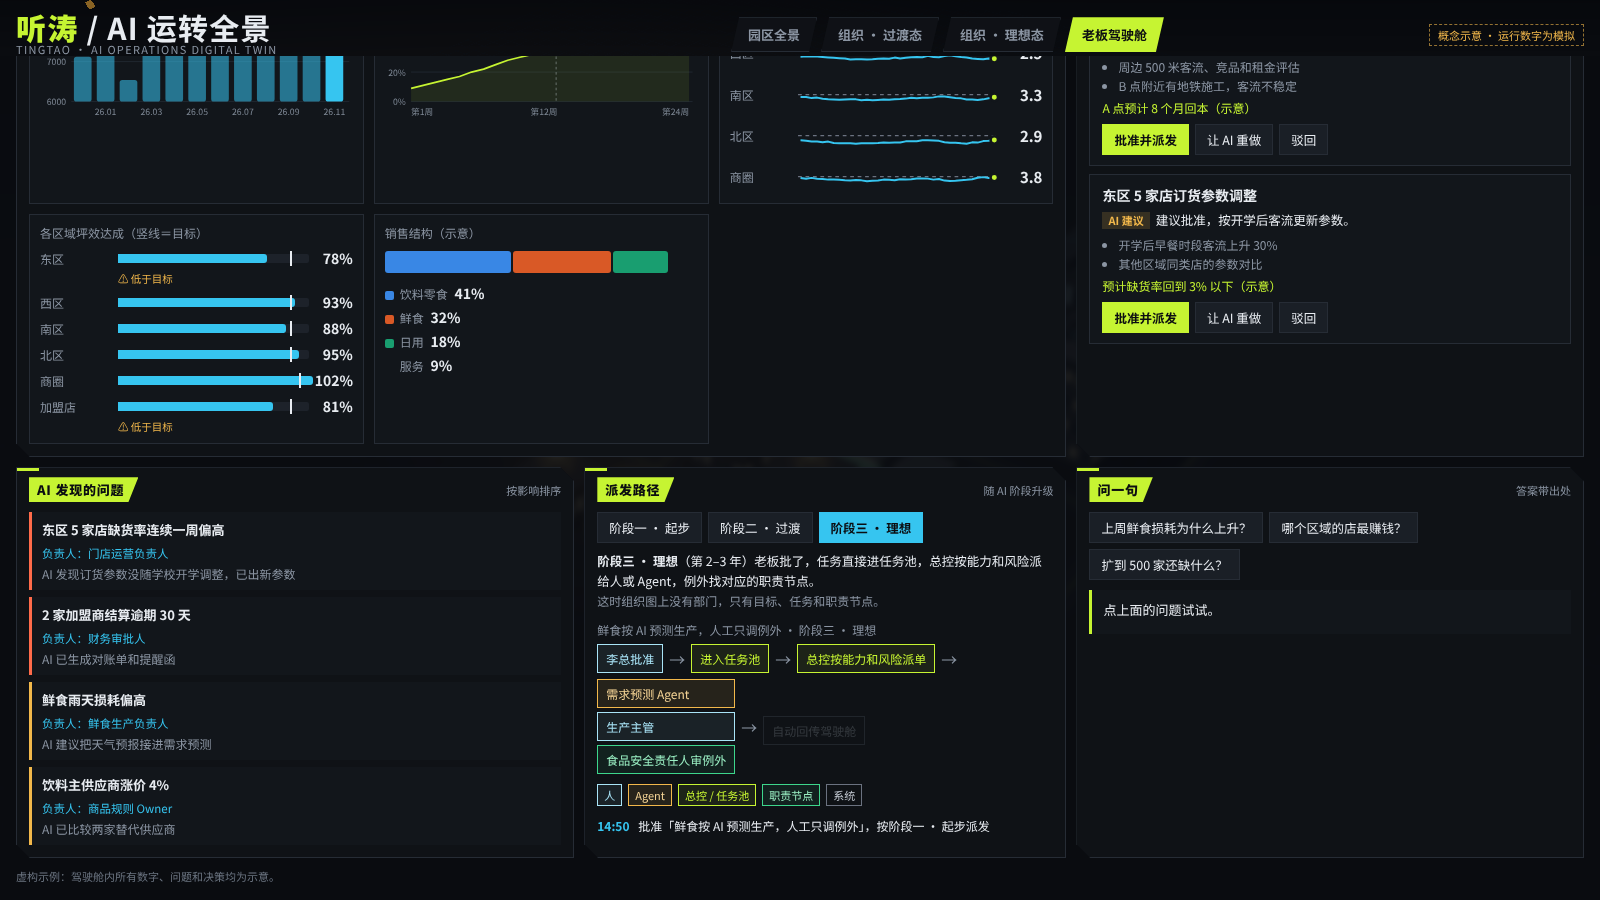 听涛 / AI 运转全景
TINGTAO · AI OPERATIONS DIGITAL TWIN
园区全景
组织 · 过渡态
组织 · 理想态
老板驾驶舱
概念示意 · 运行数字为模拟
7000
6000
26.01
26.03
26.05
26.07
26.09
26.11
20%
0%
第1周
第12周
第24周
南区
3.3
北区
2.9
商圈
3.8
周边 500 米客流、竞品和租金评估
B 点附近有地铁施工，客流不稳定
A 点预计 8 个月回本（示意）
批准并派发
让 AI 重做
驳回
东区 5 家店订货参数调整
AI 建议
建议批准，按开学后客流更新参数。
开学后早餐时段客流上升 30%
其他区域同类店的参数对比
预计缺货率回到 3% 以下（示意）
批准并派发
让 AI 重做
驳回
各区域坪效达成（竖线＝目标）
东区
78%
⚠ 低于目标
西区
93%
南区
88%
北区
95%
商圈
102%
加盟店
81%
⚠ 低于目标
销售结构（示意）
饮料零食 41%
鲜食 32%
日用 18%
服务 9%
AI 发现的问题
按影响排序
东区 5 家店缺货率连续一周偏高
负责人：门店运营负责人
AI 发现订货参数没随学校开学调整，已出新参数
2 家加盟商结算逾期 30 天
负责人：财务审批人
AI 已生成对账单和提醒函
鲜食雨天损耗偏高
负责人：鲜食生产负责人
AI 建议把天气预报接进需求预测
饮料主供应商涨价 4%
负责人：商品规则 Owner
AI 已比较两家替代供应商
派发路径
随 AI 阶段升级
阶段一 · 起步
阶段二 · 过渡
阶段三 · 理想
阶段三 · 理想（第 2–3 年）老板批了，任务直接进任务池，总控按能力和风险派
给人或 Agent，例外找对应的职责节点。
这时组织图上没有部门，只有目标、任务和职责节点。
鲜食按 AI 预测生产，人工只调例外 · 阶段三 · 理想
李总批准
→
进入任务池
→
总控按能力和风险派单
→
需求预测 Agent
生产主管
食品安全责任人审例外
→
自动回传驾驶舱
人
Agent
总控 / 任务池
职责节点
系统
14:50 批准「鲜食按 AI 预测生产，人工只调例外」，按阶段一 · 起步派发
问一句
答案带出处
上周鲜食损耗为什么上升？
哪个区域的店最赚钱？
扩到 500 家还缺什么？
点上面的问题试试。
虚构示例：驾驶舱内所有数字、问题和决策均为示意。